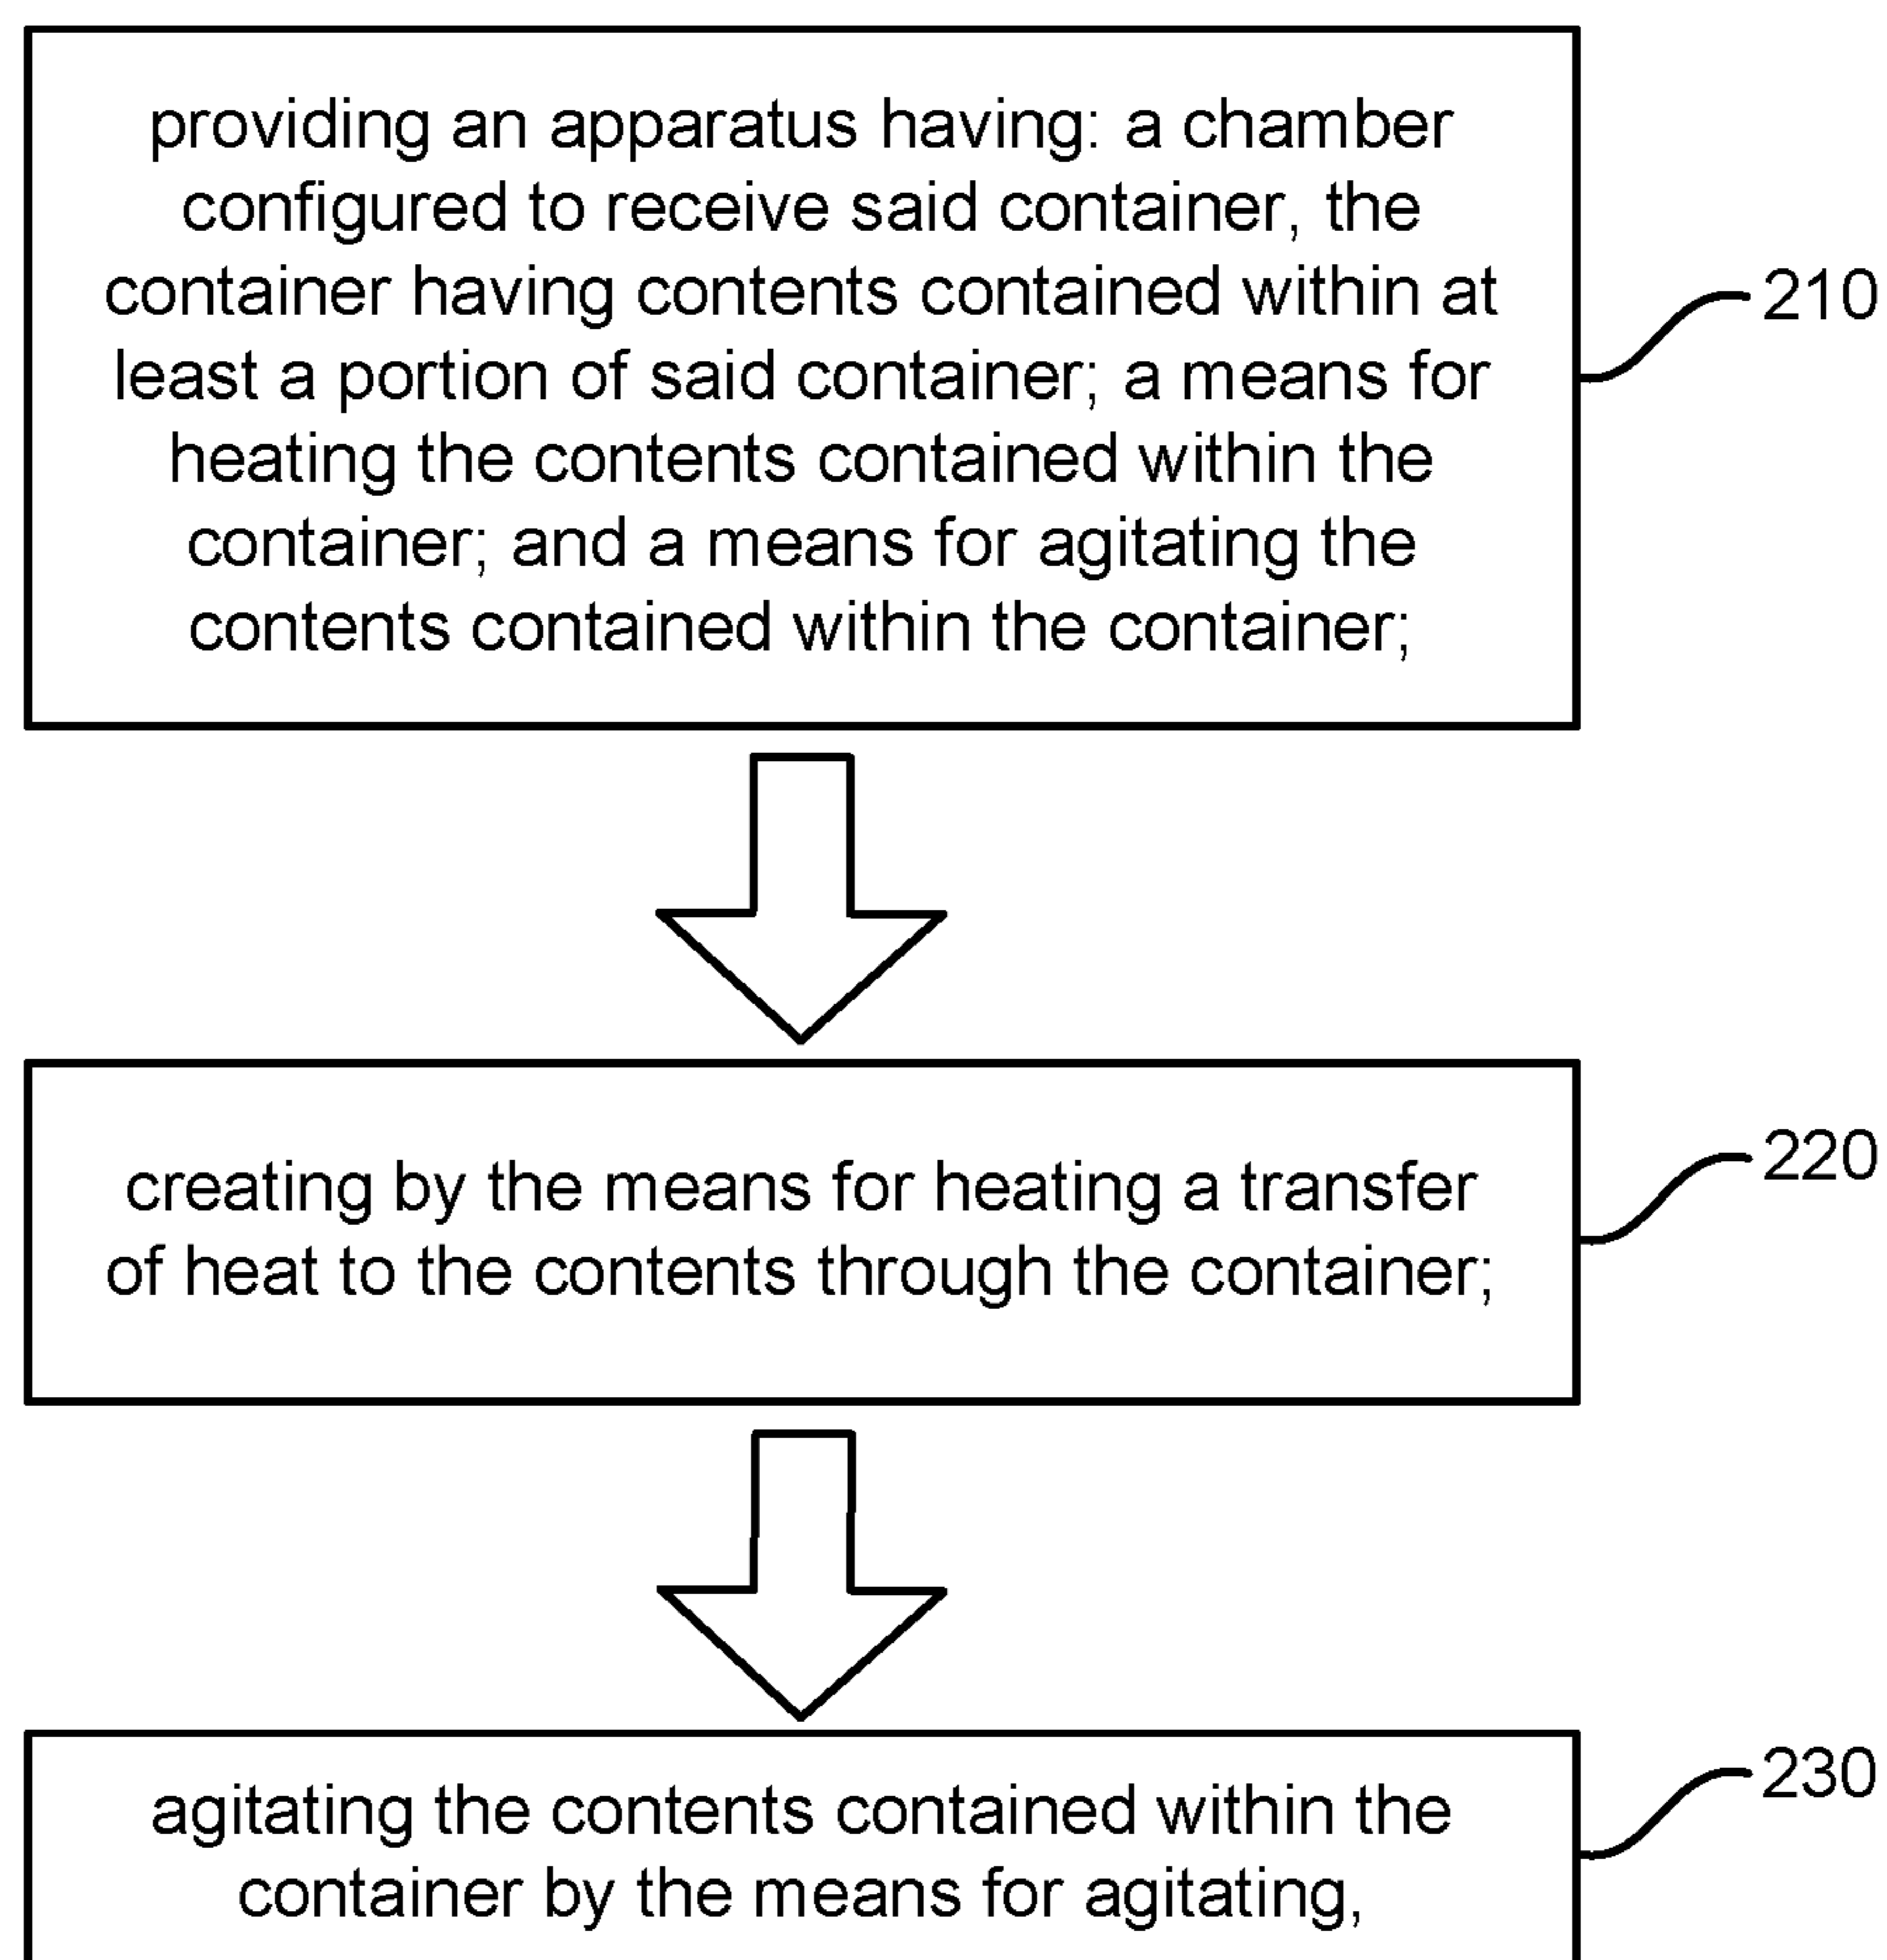 providing an apparatus having: a chamber
configured to receive said container, the
container having contents contained within at
least a portion of said container; a means for
heating the contents contained within the
container; and a means for agitating the
contents contained within the container;
210
creating by the means for heating a transfer
of heat to the contents through the container;
220
agitating the contents contained within the
container by the means for agitating,
230